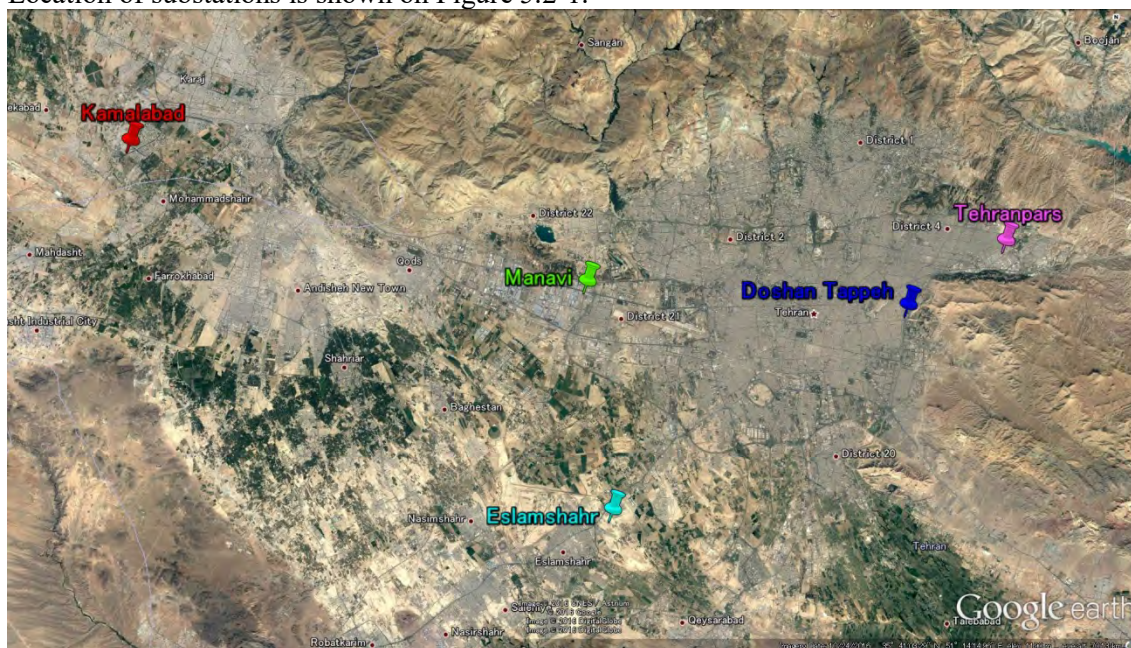 Location of substations is shown on Figure 3.2-1.
Sangan
Boojan
Karaj
Kamalabad
District 1
Mohammadshahr
District 22
District 4
Tehranpars
District 2
Mahdasht
Qods
Farrokhabad
Manavi
Andisheh New Town
Doshan Tappeh
Tehran
District 21
Shahriar
Baghestan
District 20
Nasimshahr
Eslamshahr
Eslamshahr
Tehran
Google earth
Qeysarabad
Talebabad
Nasirshahr
Robatkarim